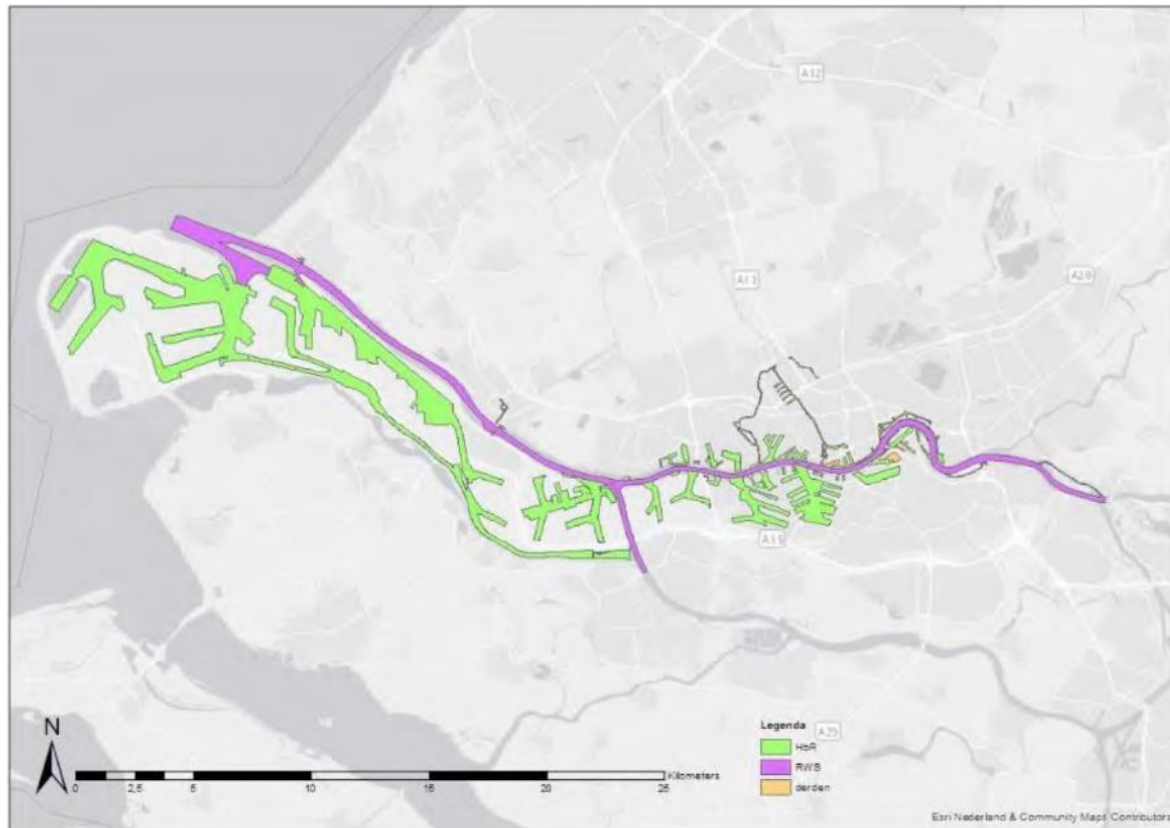 A12
A20
A13
A15
N
Legenda
A29
HbR
RWS
derden
Kilometers
0 2,5 5 10 15 20 25
Esri Nederland & Community Maps Contributors